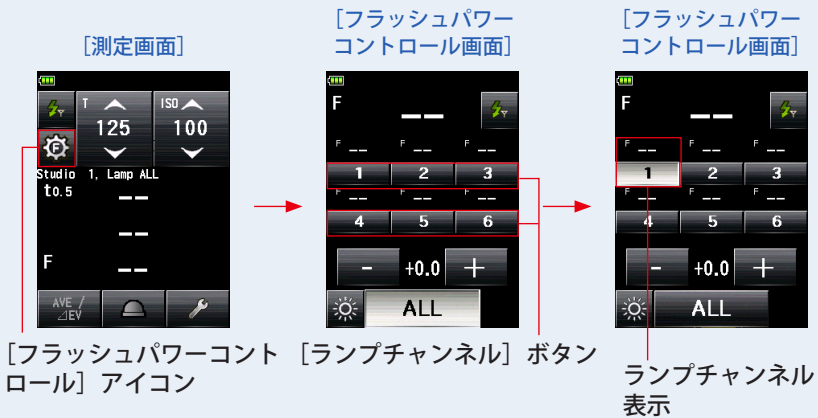 ［測定画面］
T
125
ISO
100
Studio 1, Lamp ALL
t0.5
--
--
F
--
AVE /
⊿EV
［フラッシュパワーコント
ロール］アイコン
［フラッシュパワー
コントロール画面］
F
--
F -- F -- F --
1 2 3
F -- F -- F --
4 5 6
- +0.0 +
ALL
［ランプチャンネル］ボタン
［フラッシュパワー
コントロール画面］
F
--
F -- F -- F --
1 2 3
F -- F -- F --
4 5 6
- +0.0 +
ALL
ランプチャンネル
表示